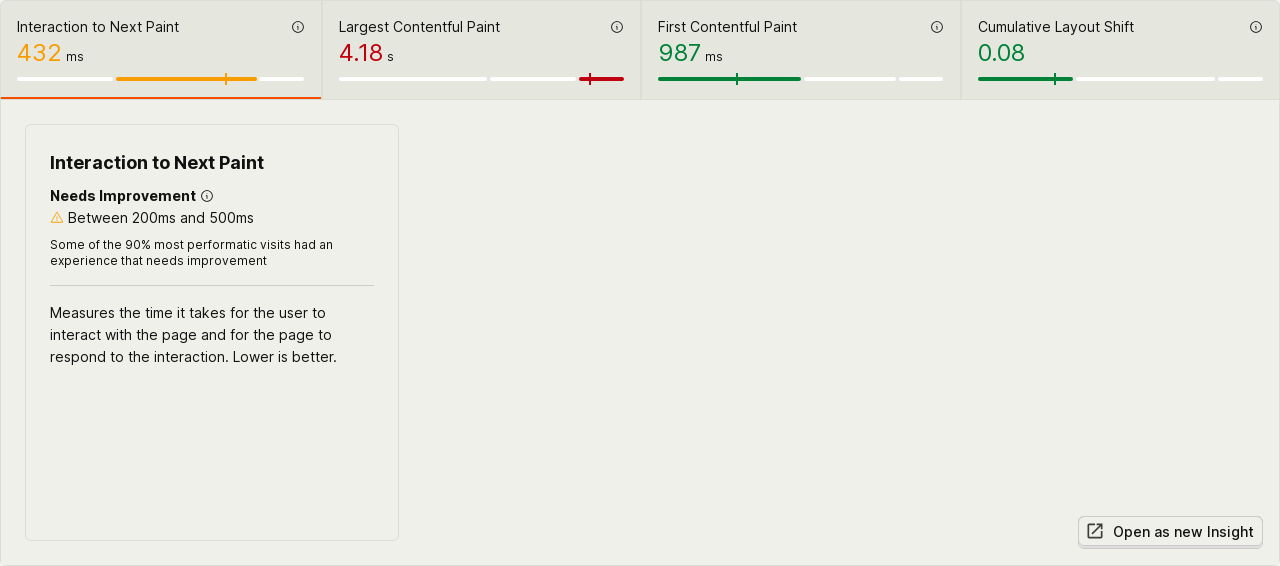 Interaction to Next Paint
432 ms
Largest Contentful Paint
4.18 s
First Contentful Paint
987 ms
Cumulative Layout Shift
0.08
Interaction to Next Paint
Needs Improvement
Between 200ms and 500ms
Some of the 90% most performatic visits had an
experience that needs improvement
Measures the time it takes for the user to
interact with the page and for the page to
respond to the interaction. Lower is better.
Open as new Insight